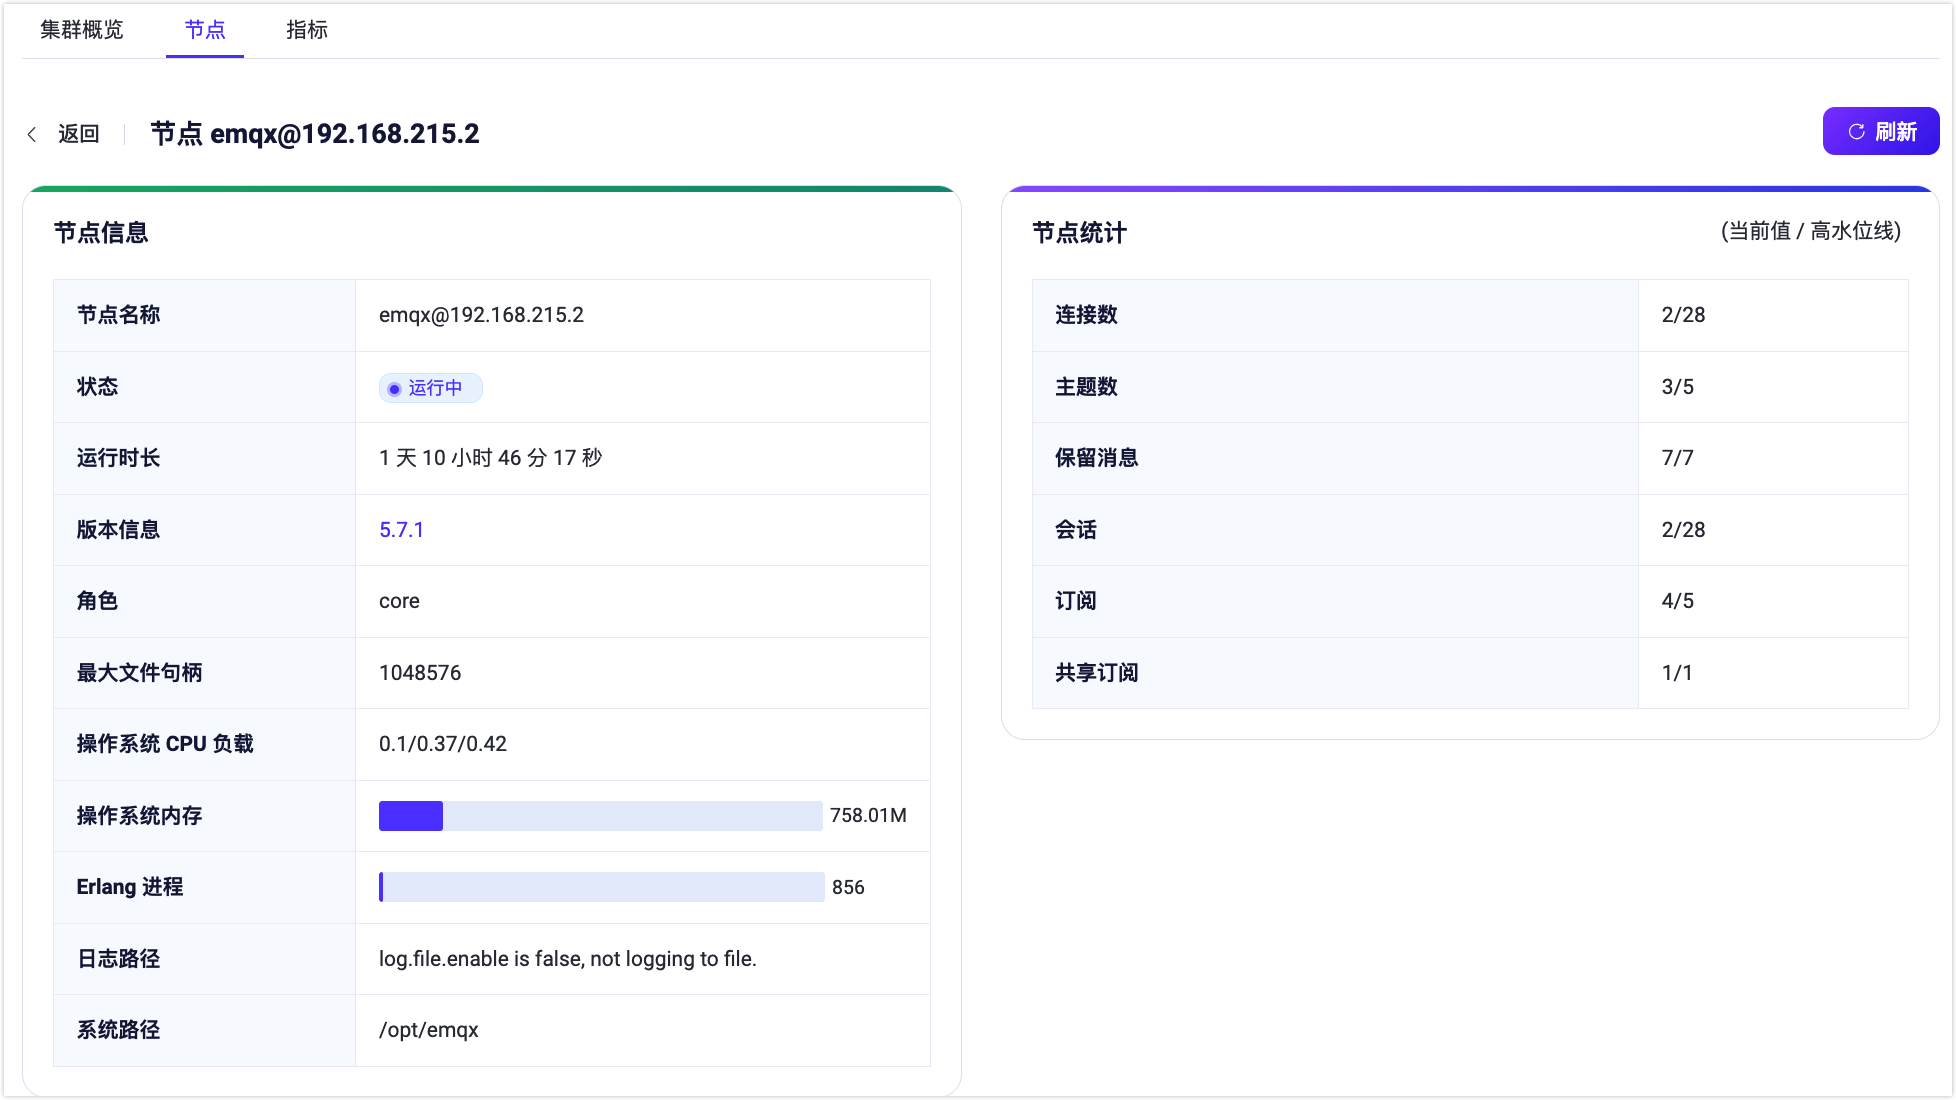 集群概览 节点 指标
返回 节点 emqx@192.168.215.2 刷新
节点信息
节点名称 emqx@192.168.215.2
状态 运行中
运行时长 1 天 10 小时 46 分 17 秒
版本信息 5.7.1
角色 core
最大文件句柄 1048576
操作系统 CPU 负载 0.1/0.37/0.42
操作系统内存 758.01M
Erlang 进程 856
日志路径 log.file.enable is false, not logging to file.
系统路径 /opt/emqx
节点统计 (当前值 / 高水位线)
连接数 2/28
主题数 3/5
保留消息 7/7
会话 2/28
订阅 4/5
共享订阅 1/1